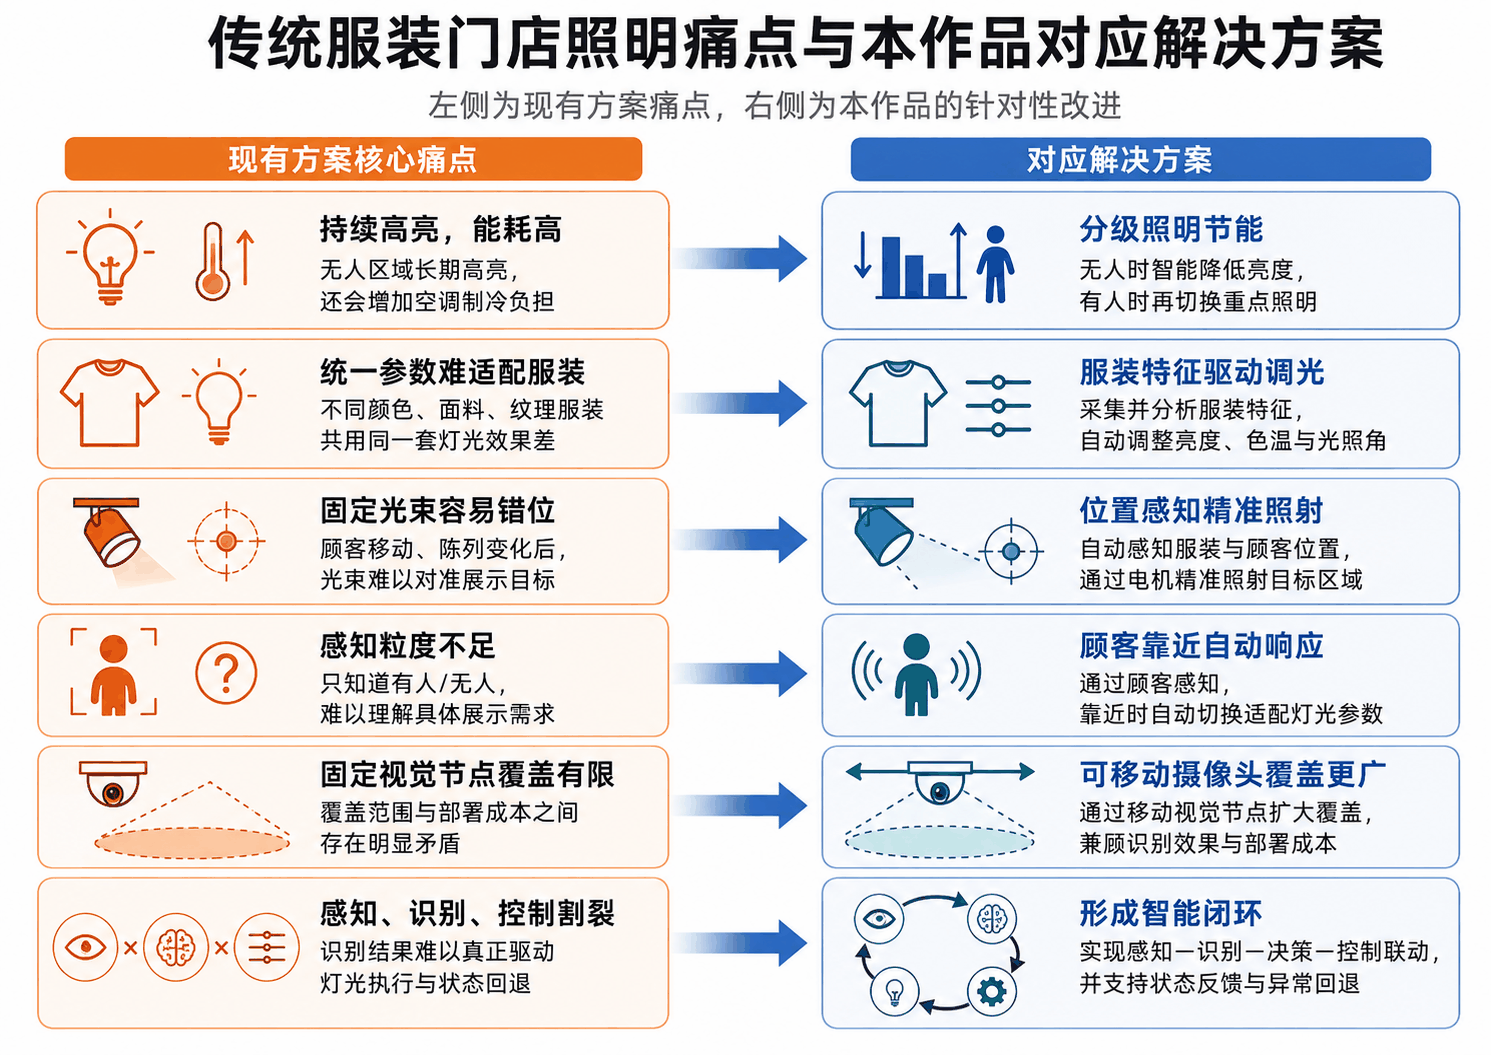 传统服装门店照明痛点与本作品对应解决方案
左侧为现有方案痛点，右侧为本作品的针对性改进
现有方案核心痛点
对应解决方案
持续高亮，能耗高
无人区域长期高亮，
还会增加空调制冷负担
分级照明节能
无人时智能降低亮度，
有人时再切换重点照明
统一参数难适配服装
不同颜色、面料、纹理服装
共用同一套灯光效果差
服装特征驱动调光
采集并分析服装特征，
自动调整亮度、色温与光照角
固定光束容易错位
顾客移动、陈列变化后，
光束难以对准展示目标
位置感知精准照射
自动感知服装与顾客位置，
通过电机精准照射目标区域
感知粒度不足
只知道有人/无人，
难以理解具体展示需求
顾客靠近自动响应
通过顾客感知，
靠近时自动切换适配灯光参数
固定视觉节点覆盖有限
覆盖范围与部署成本之间
存在明显矛盾
可移动摄像头覆盖更广
通过移动视觉节点扩大覆盖，
兼顾识别效果与部署成本
感知、识别、控制割裂
识别结果难以真正驱动
灯光执行与状态回退
形成智能闭环
实现感知—识别—决策—控制联动，
并支持状态反馈与异常回退